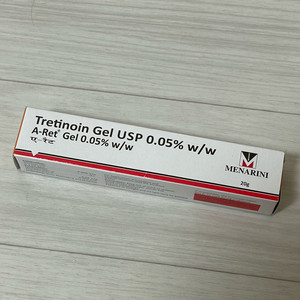 Tretinoin Gel USP 0.05% w/w
A-Ret® Gel 0.05% w/w
ए-रेट
MENARINI
20g